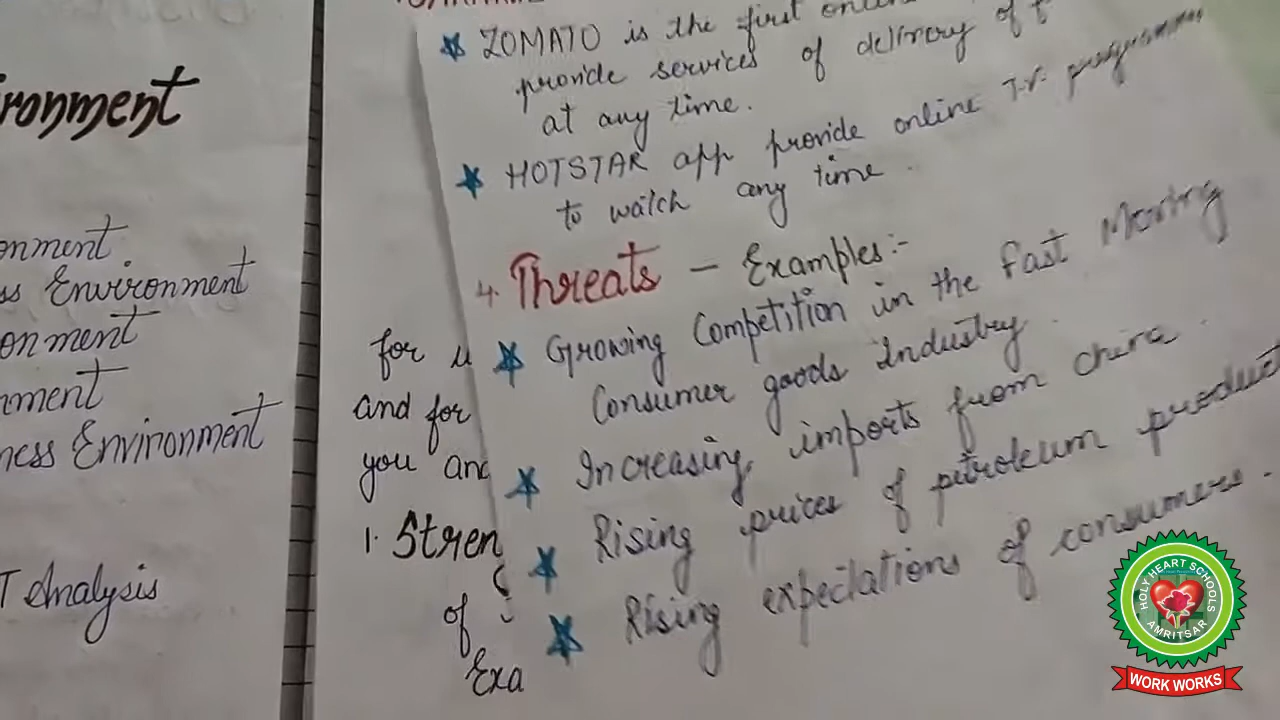 ironment
onment
ss Environment
onment
nment
ness Environment
T Analysis
for u
and for
you and
1. Stren
of
Exa
★ ZOMATO is the first
provide services of delivery of f
at any time.
★ HOTSTAR app provide online T.V.
to watch any time.
4. Threats - Examples:-
★ Growing Competition in the Fast Moving
Consumer goods Industry.
★ Increasing imports from china.
★ Rising prices of petroleum product
★ Rising expectations of consumers.
HOLY HEART SCHOOLS
AMRITSAR
WORK WORKS